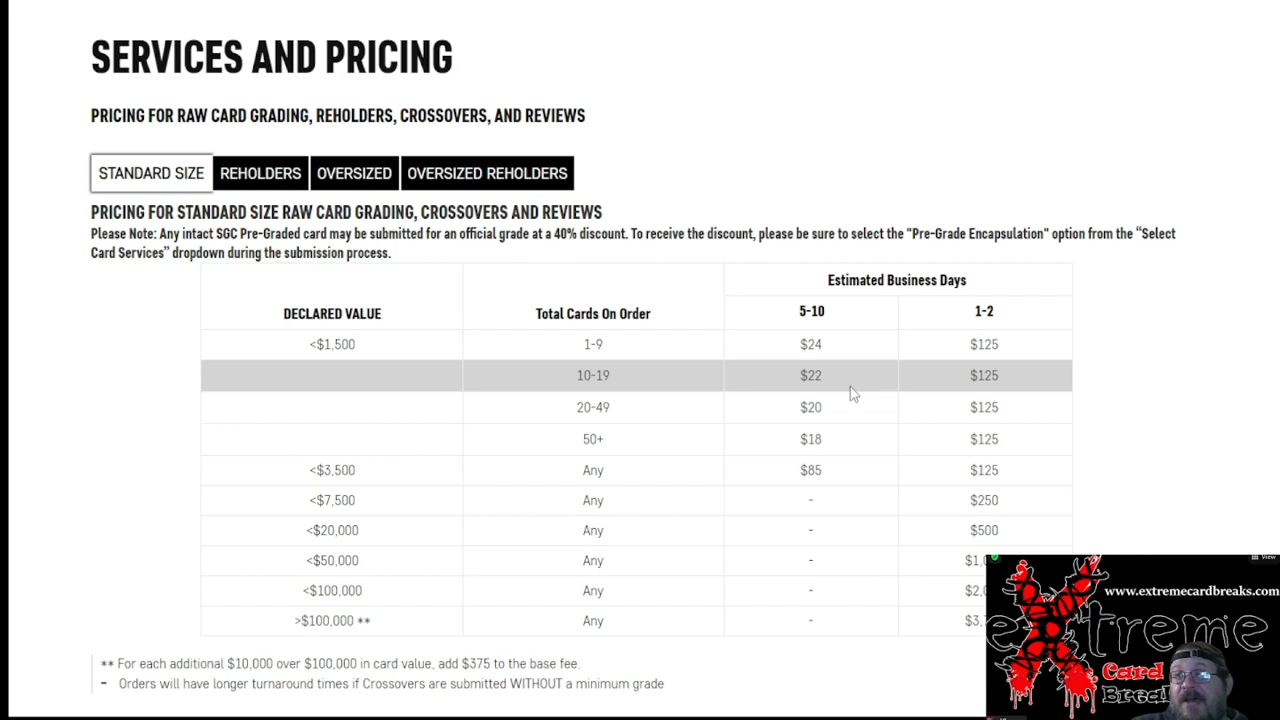 SERVICES AND PRICING
PRICING FOR RAW CARD GRADING, REHOLDERS, CROSSOVERS, AND REVIEWS
STANDARD SIZE REHOLDERS OVERSIZED OVERSIZED REHOLDERS
PRICING FOR STANDARD SIZE RAW CARD GRADING, CROSSOVERS AND REVIEWS
Please Note: Any intact SGC Pre-Graded card may be submitted for an official grade at a 40% discount. To receive the discount, please be sure to select the "Pre-Grade Encapsulation" option from the “Select
Card Services” dropdown during the submission process.
Estimated Business Days
DECLARED VALUE Total Cards On Order 5-10 1-2
<$1,500 1-9 $24 $125
10-19 $22 $125
20-49 $20 $125
50+ $18 $125
<$3,500 Any $85 $125
<$7,500 Any - $250
<$20,000 Any - $500
<$50,000 Any -
<$100,000 Any -
>$100,000 ** Any -
** For each additional $10,000 over $100,000 in card value, add $375 to the base fee.
- Orders will have longer turnaround times if Crossovers are submitted WITHOUT a minimum grade
View
www.extremecardbreaks.com
extreme
Card